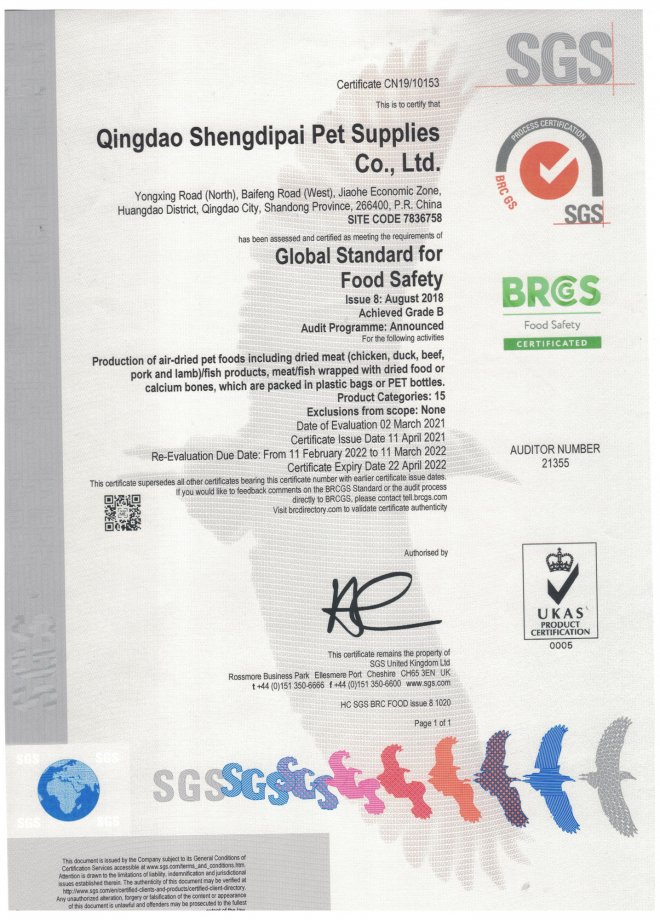 SGS
Certificate CN19/10153
This is to certify that
Qingdao Shengdipai Pet Supplies
Co., Ltd.
PROCESS CERTIFICATION
BRC GS
SGS
Yongxing Road (North), Baifeng Road (West), Jiaohe Economic Zone,
Huangdao District, Qingdao City, Shandong Province, 266400, P.R. China
SITE CODE 7836758
has been assessed and certified as meeting the requirements of
Global Standard for
Food Safety
Issue 8: August 2018
Achieved Grade B
Audit Programme: Announced
For the following activities
BRCGS
Food Safety
CERTIFICATED
Production of air-dried pet foods including dried meat (chicken, duck, beef,
pork and lamb)/fish products, meat/fish wrapped with dried food or
calcium bones, which are packed in plastic bags or PET bottles.
Product Categories: 15
Exclusions from scope: None
Date of Evaluation 02 March 2021
Certificate Issue Date 11 April 2021
Re-Evaluation Due Date: From 11 February 2022 to 11 March 2022
Certificate Expiry Date 22 April 2022
AUDITOR NUMBER
21355
This certificate supersedes all other certificates bearing this certificate number with earlier certificate issue dates.
If you would like to feedback comments on the BRCGS Standard or the audit process
directly to BRCGS, please contact tell.brcgs.com
Visit brcdirectory.com to validate certificate authenticity
Authorised by
UKAS
PRODUCT
CERTIFICATION
0005
This certificate remains the property of
SGS United Kingdom Ltd
Rossmore Business Park Ellesmere Port Cheshire CH65 3EN UK
t +44 (0)151 350-6666 f +44 (0)151 350-6600 www.sgs.com
HC SGS BRC FOOD issue 8 1020
Page 1 of 1
SGS SGS
SGS SGS
SGS SGS SGS
This document is issued by the Company subject to its General Conditions of
Certification Services accessible at www.sgs.com/terms_and_conditions.htm.
Attention is drawn to the limitations of liability, indemnification and jurisdictional
issues established therein. The authenticity of this document may be verified at
http://www.sgs.com/en/certified-clients-and-products/certified-client-directory.
Any unauthorized alteration, forgery or falsification of the content or appearance
of this document is unlawful and offenders may be prosecuted to the fullest